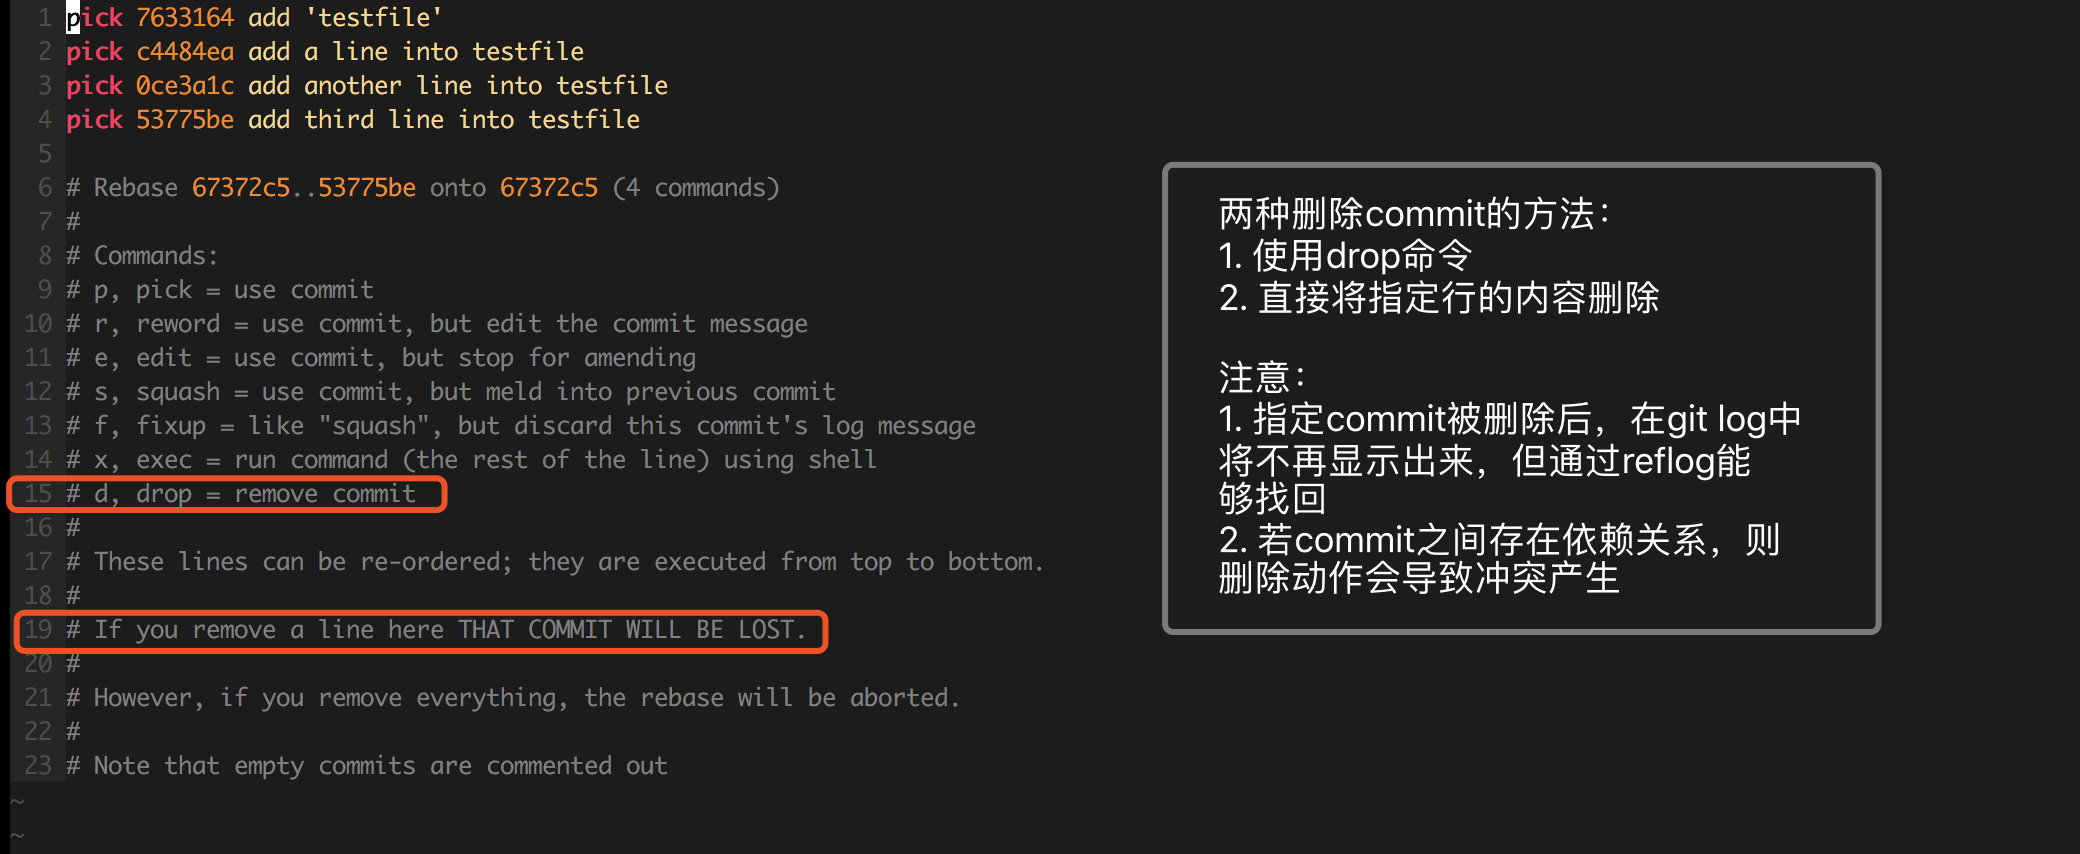 1 pick 7633164 add 'testfile'
2 pick c4484ea add a line into testfile
3 pick 0ce3a1c add another line into testfile
4 pick 53775be add third line into testfile
5
6 # Rebase 67372c5..53775be onto 67372c5 (4 commands)
7 #
8 # Commands:
9 # p, pick = use commit
10 # r, reword = use commit, but edit the commit message
11 # e, edit = use commit, but stop for amending
12 # s, squash = use commit, but meld into previous commit
13 # f, fixup = like "squash", but discard this commit's log message
14 # x, exec = run command (the rest of the line) using shell
15 # d, drop = remove commit
16 #
17 # These lines can be re-ordered; they are executed from top to bottom.
18 #
19 # If you remove a line here THAT COMMIT WILL BE LOST.
20 #
21 # However, if you remove everything, the rebase will be aborted.
22 #
23 # Note that empty commits are commented out
~
~
两种删除commit的方法：
1. 使用drop命令
2. 直接将指定行的内容删除
注意：
1. 指定commit被删除后，在git log中
将不再显示出来，但通过reflog能
够找回
2. 若commit之间存在依赖关系，则
删除动作会导致冲突产生